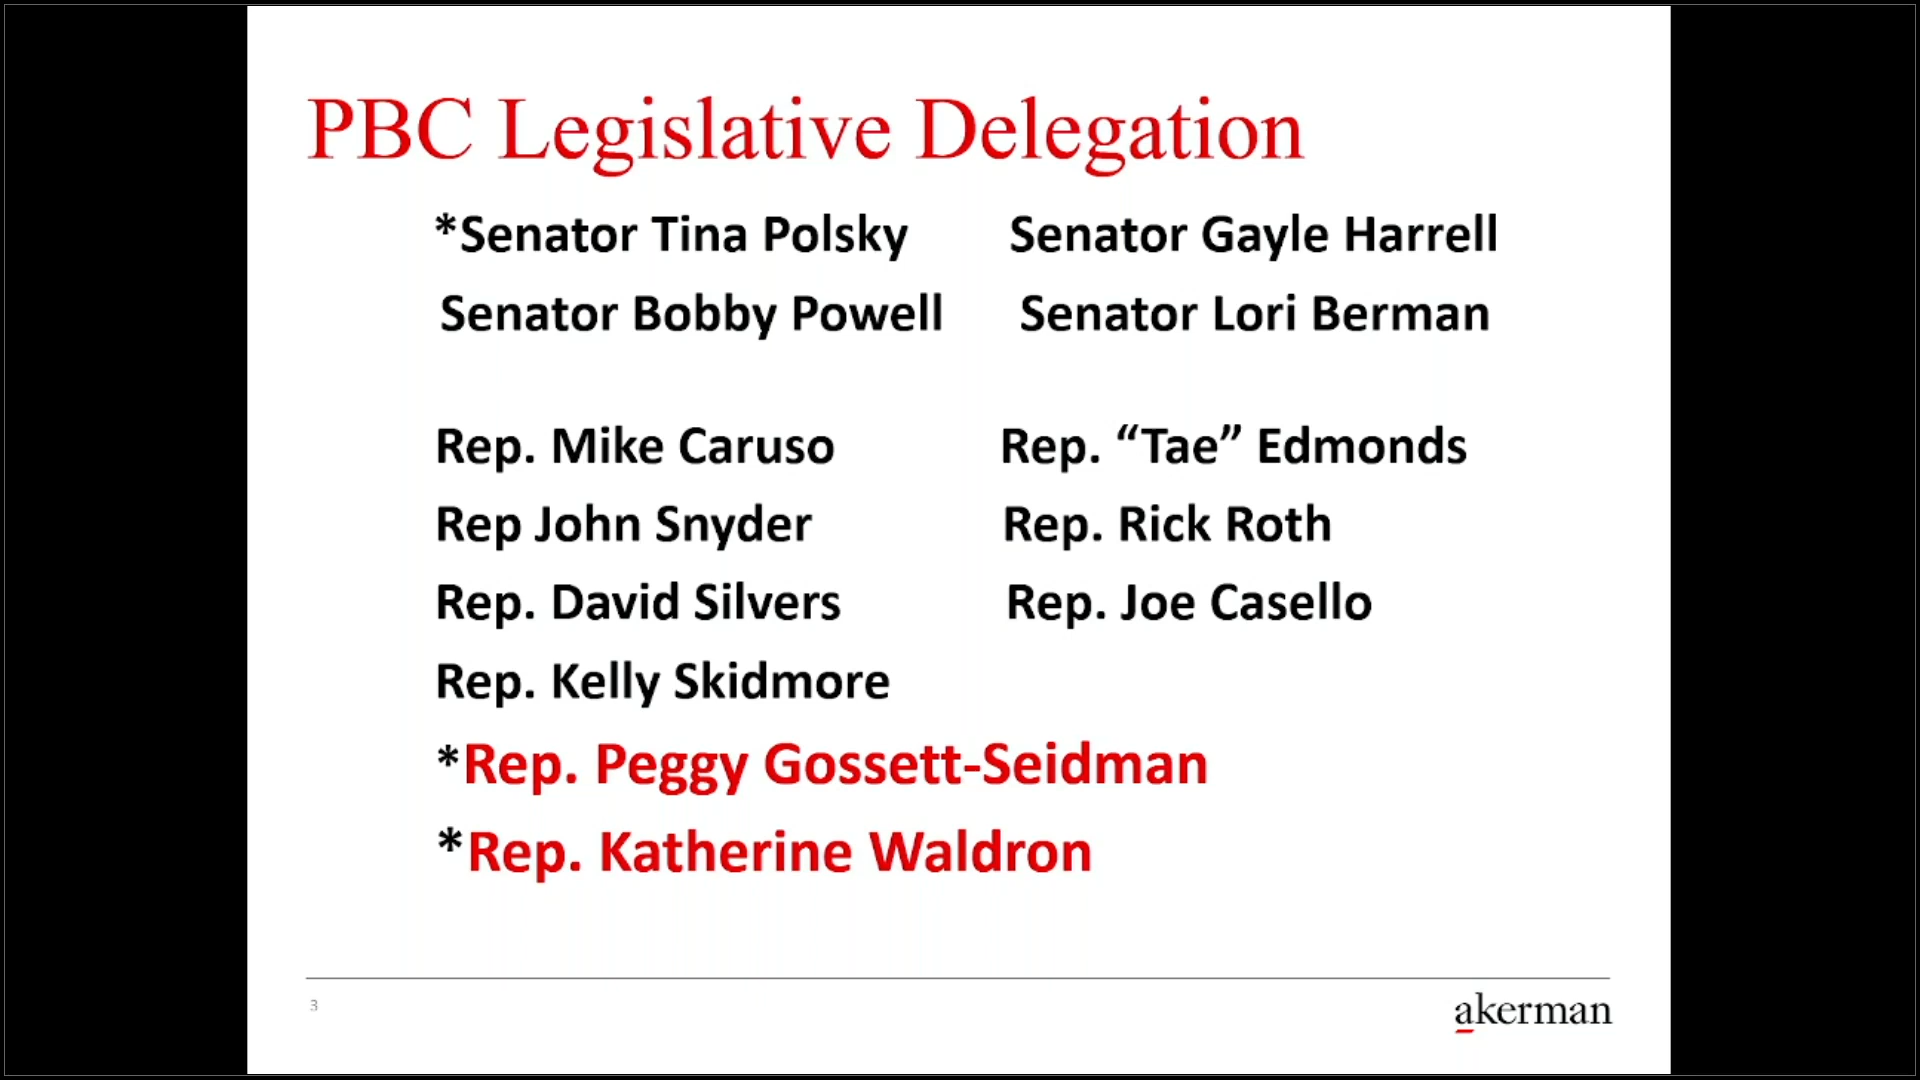 PBC Legislative Delegation
*Senator Tina Polsky Senator Gayle Harrell
Senator Bobby Powell Senator Lori Berman
Rep. Mike Caruso Rep. “Tae” Edmonds
Rep John Snyder Rep. Rick Roth
Rep. David Silvers Rep. Joe Casello
Rep. Kelly Skidmore
*Rep. Peggy Gossett-Seidman
*Rep. Katherine Waldron
3
akerman